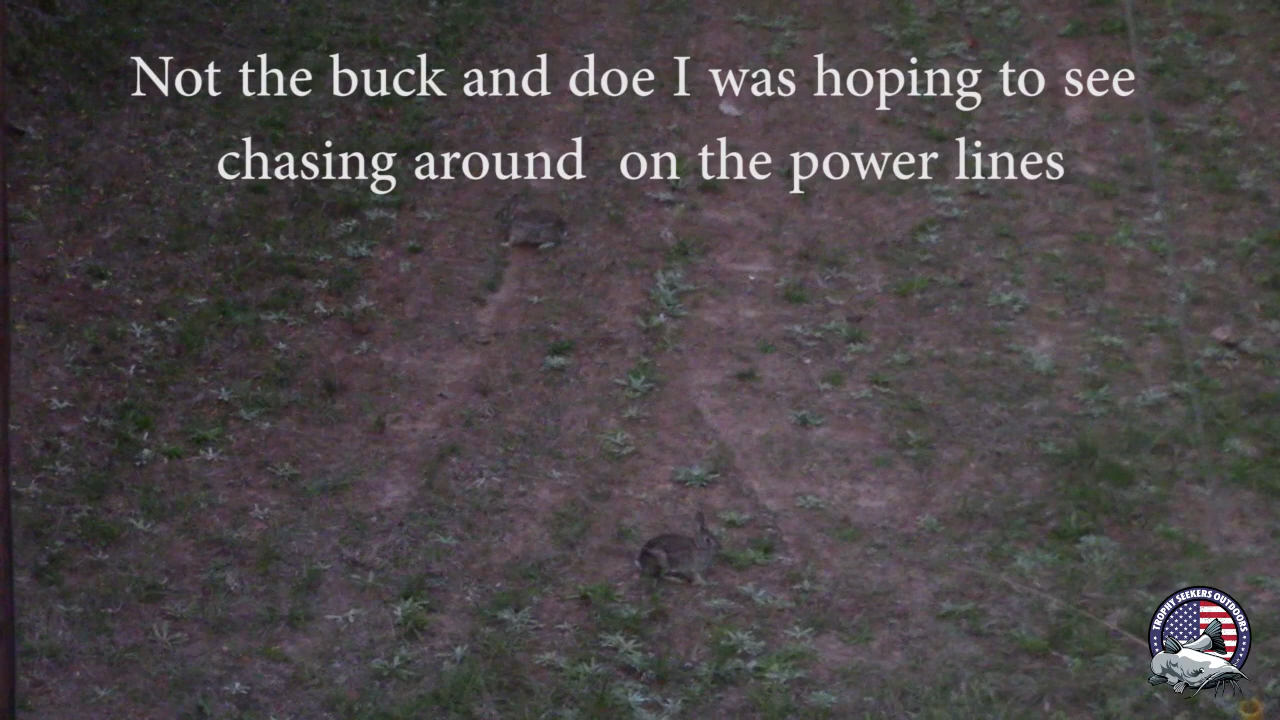 Not the buck and doe I was hoping to see
chasing around  on the power lines
TROPHY SEEKERS OUTDOORS